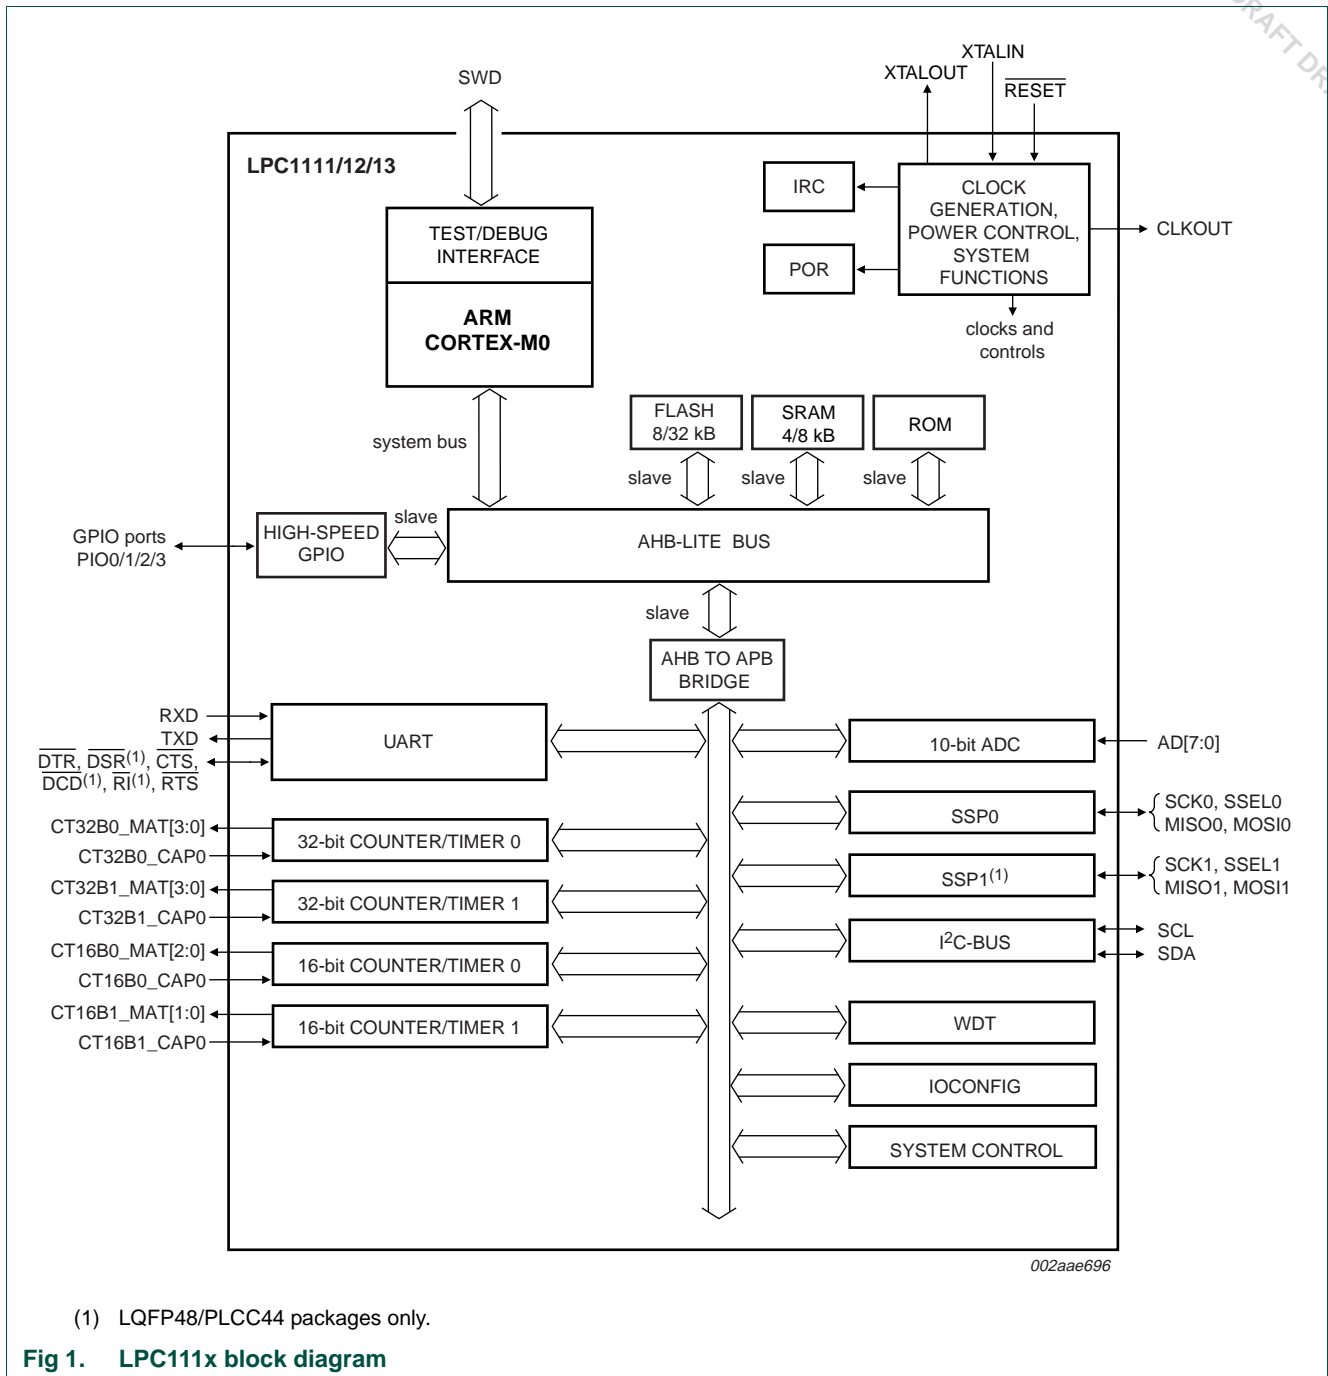 DRAFT DRA
XTALIN
XTALOUT
RESET
SWD
LPC1111/12/13
IRC
CLOCK
GENERATION,
POWER CONTROL,
SYSTEM
FUNCTIONS
CLKOUT
TEST/DEBUG
INTERFACE
POR
ARM
CORTEX-M0
clocks and
controls
FLASH
8/32 kB
SRAM
4/8 kB
ROM
system bus
slave
slave
slave
slave
GPIO ports
PIO0/1/2/3
HIGH-SPEED
GPIO
AHB-LITE BUS
slave
AHB TO APB
BRIDGE
RXD
TXD
DTR, DSR(1), CTS,
DCD(1), RI(1), RTS
UART
10-bit ADC
AD[7:0]
CT32B0_MAT[3:0]
CT32B0_CAP0
32-bit COUNTER/TIMER 0
SSP0
SCK0, SSEL0
MISO0, MOSI0
CT32B1_MAT[3:0]
CT32B1_CAP0
32-bit COUNTER/TIMER 1
SSP1(1)
SCK1, SSEL1
MISO1, MOSI1
CT16B0_MAT[2:0]
CT16B0_CAP0
16-bit COUNTER/TIMER 0
I2C-BUS
SCL
SDA
CT16B1_MAT[1:0]
CT16B1_CAP0
16-bit COUNTER/TIMER 1
WDT
IOCONFIG
SYSTEM CONTROL
002aae696
(1) LQFP48/PLCC44 packages only.
Fig 1. LPC111x block diagram